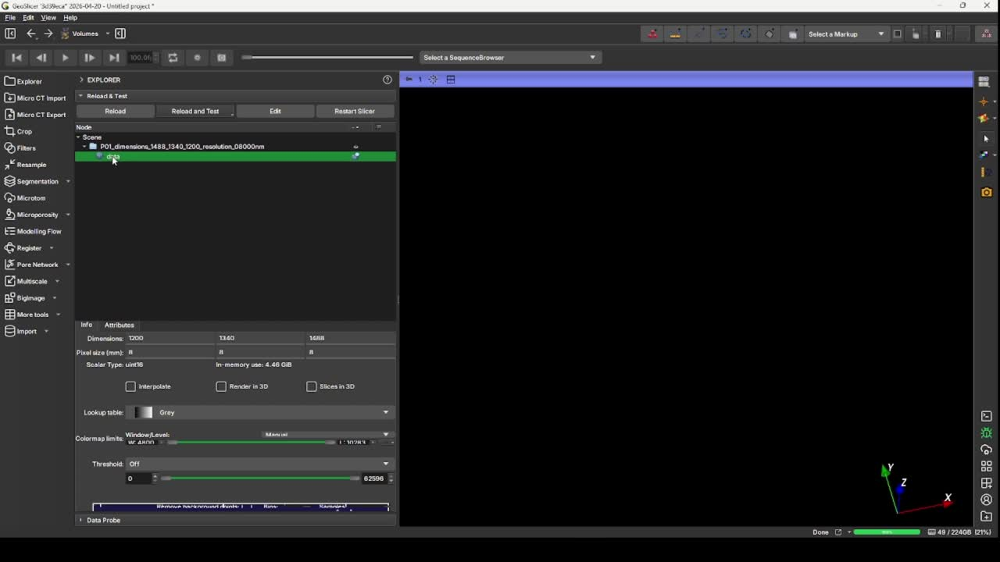 GeoSlicer "3d39eca" 2026-04-20 - Untitled project *
File Edit View Help
Volumes
Select a Markup
100.0f
Select a SequenceBrowser
Explorer
Micro CT Import
Micro CT Export
Crop
Filters
Resample
Segmentation
Microtom
Microporosity
Modelling Flow
Register
Pore Network
Multiscale
BigImage
More tools
Import
EXPLORER
Reload & Test
Reload
Reload and Test
Edit
Restart Slicer
Node
Scene
P01_dimensions_1488_1340_1200_resolution_08000nm
data
Info Attributes
Dimensions: 1200 1340 1488
Pixel size (mm): 8 8 8
Scalar Type: uint16 In-memory use: 4.46 GiB
Interpolate Render in 3D Slices in 3D
Lookup table: Grey
Window/Level: Manual
Colormap limits: W: 4800 L: 10283
Threshold: Off
0 62596
Remove background points: Bins: Samples:
Data Probe
1
Y
Z
X
Done 49 / 224GB (21%)